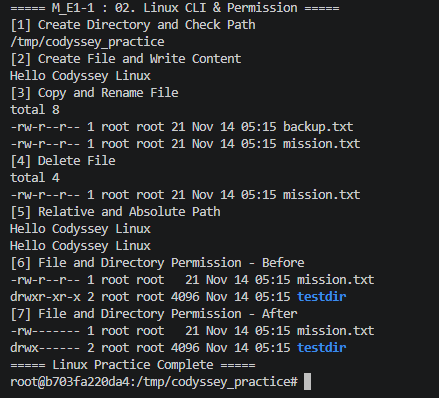 ===== M_E1-1 : 02. Linux CLI & Permission =====
[1] Create Directory and Check Path
/tmp/codyssey_practice
[2] Create File and Write Content
Hello Codyssey Linux
[3] Copy and Rename File
total 8
-rw-r--r-- 1 root root 21 Nov 14 05:15 backup.txt
-rw-r--r-- 1 root root 21 Nov 14 05:15 mission.txt
[4] Delete File
total 4
-rw-r--r-- 1 root root 21 Nov 14 05:15 mission.txt
[5] Relative and Absolute Path
Hello Codyssey Linux
Hello Codyssey Linux
[6] File and Directory Permission - Before
-rw-r--r-- 1 root root   21 Nov 14 05:15 mission.txt
drwxr-xr-x 2 root root 4096 Nov 14 05:15 testdir
[7] File and Directory Permission - After
-rw------- 1 root root   21 Nov 14 05:15 mission.txt
drwx------ 2 root root 4096 Nov 14 05:15 testdir
===== Linux Practice Complete =====
root@b703fa220da4:/tmp/codyssey_practice#